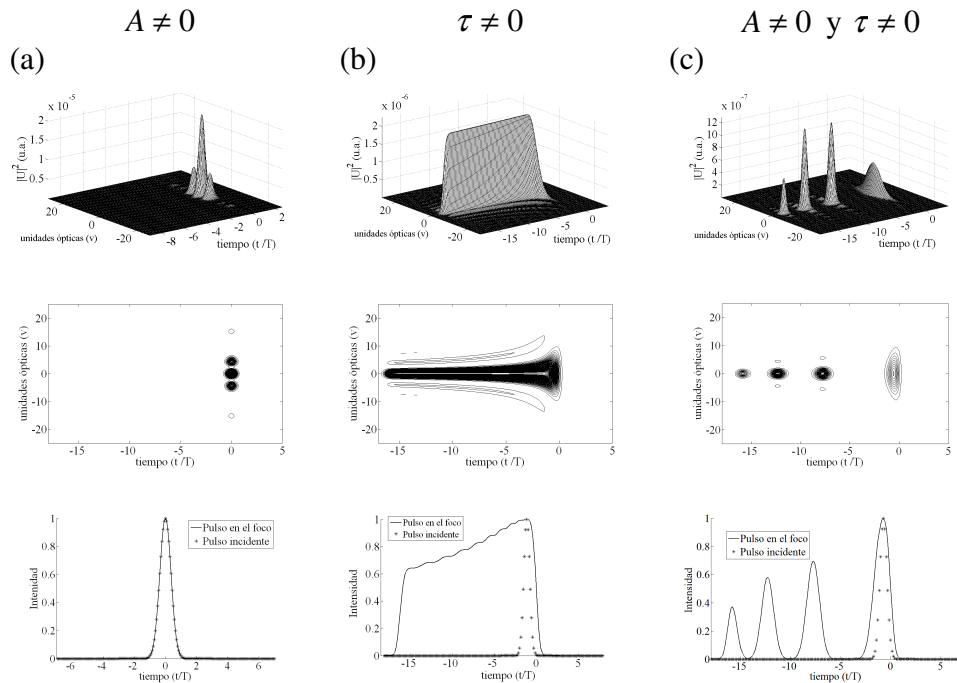 A ≠ 0
τ ≠ 0
A ≠ 0 y τ ≠ 0
(a)
(b)
(c)
x 10⁻⁵
2
1.5
1
0.5
|U|² (u.a.)
20
0
-20
unidades ópticas (v)
-8
-6
-4
-2
0
2
tiempo (t /T)
x 10⁻⁶
2
1.5
1
0.5
|U|² (u.a.)
20
0
-20
unidades ópticas (v)
-15
-10
-5
0
tiempo (t /T)
x 10⁻⁷
12
10
8
6
4
2
|U|² (u.a.)
20
0
-20
unidades ópticas (v)
-15
-10
-5
0
tiempo (t /T)
20
10
0
-10
-20
unidades ópticas (v)
-15
-10
-5
0
5
tiempo (t /T)
20
10
0
-10
-20
unidades ópticas (v)
-15
-10
-5
0
5
tiempo (t /T)
20
10
0
-10
-20
unidades ópticas (v)
-15
-10
-5
0
5
tiempo (t /T)
1
0.8
0.6
0.4
0.2
0
Intenidad
Pulso en el foco
Pulso incidente
-6
-4
-2
0
2
4
6
tiempo (t/T)
1
0.8
0.6
0.4
0.2
0
Intensidad
Pulso en el foco
Pulso incidente
-15
-10
-5
0
5
tiempo (t/T)
1
0.8
0.6
0.4
0.2
0
Intensidad
Pulso en el foco
Pulso incidente
-15
-10
-5
0
5
tiempo (t/T)